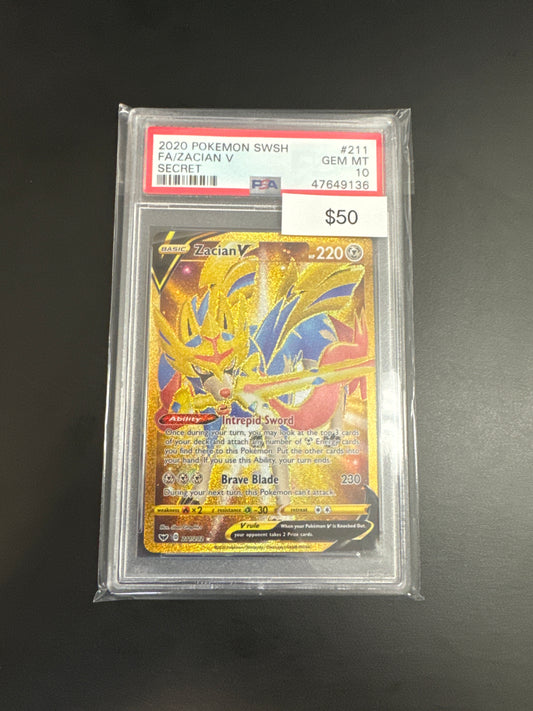 2020 POKEMON SWSH #211
FA/ZACIAN V GEM MT
SECRET 10
PSA 47649136
$50
BASIC Zacian V HP 220
Ability Intrepid Sword
Once during your turn, you may look at the top 3 cards
of your deck and attach any number of Energy cards
you find there to this Pokémon. Put the other cards into
your hand. If you use this Ability, your turn ends.
Brave Blade 230
During your next turn, this Pokémon can't attack.
weakness ×2 resistance -30 retreat
V rule When your Pokémon V is Knocked Out,
your opponent takes 2 Prize cards.
211/202